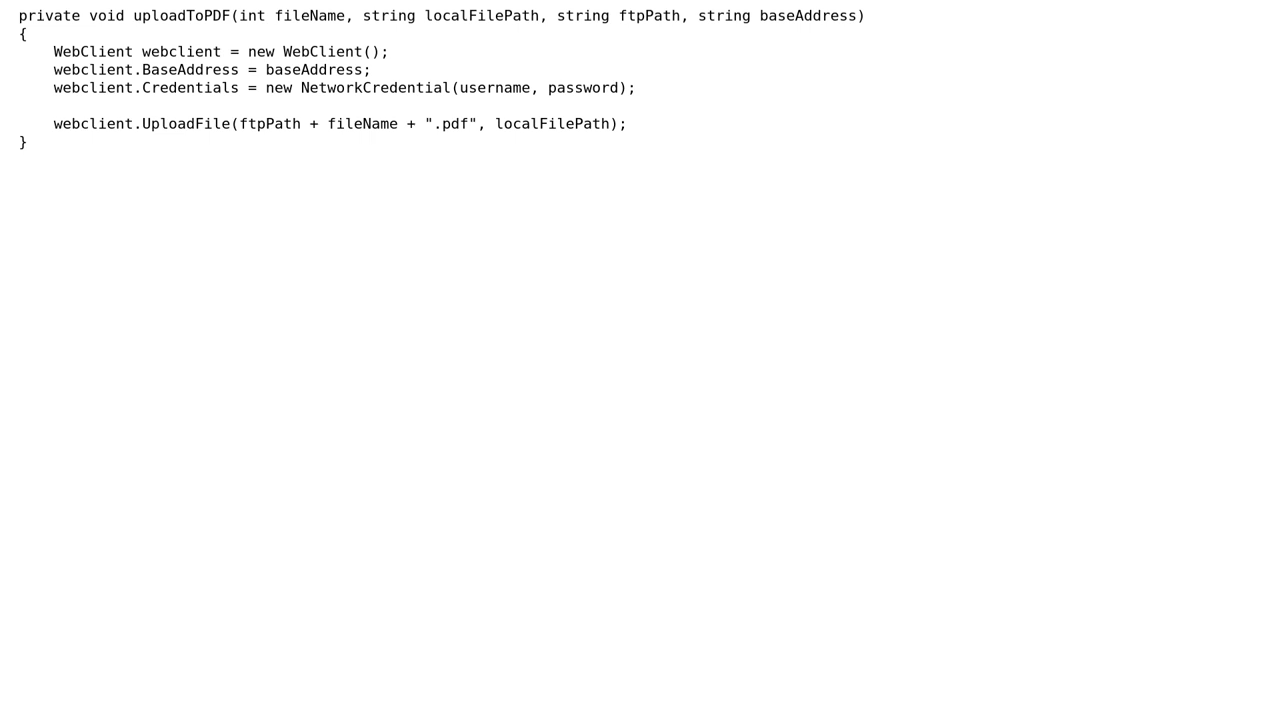 private void uploadToPDF(int fileName, string localFilePath, string ftpPath, string baseAddress)
{
    WebClient webclient = new WebClient();
    webclient.BaseAddress = baseAddress;
    webclient.Credentials = new NetworkCredential(username, password);

    webclient.UploadFile(ftpPath + fileName + ".pdf", localFilePath);
}